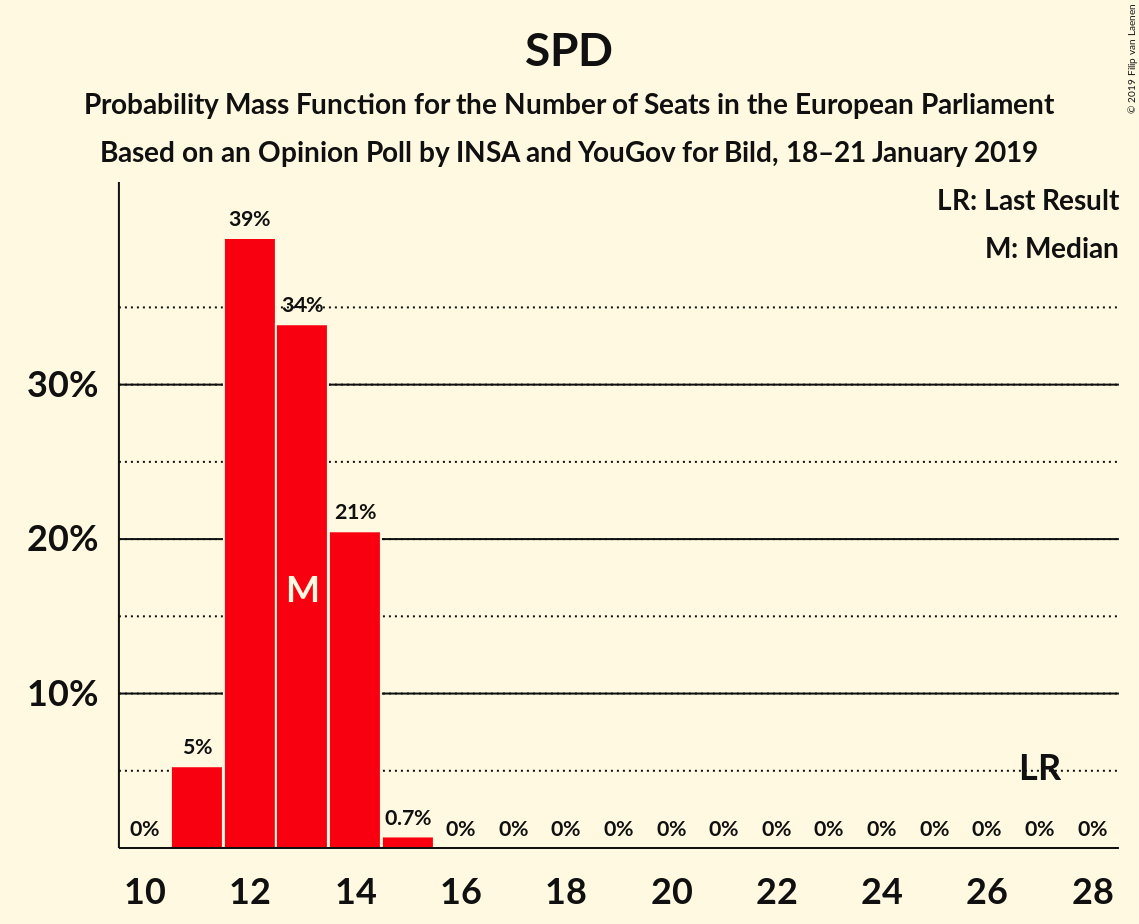 SPD
Probability Mass Function for the Number of Seats in the European Parliament
Based on an Opinion Poll by INSA and YouGov for Bild, 18–21 January 2019
© 2019 Filip van Laenen
LR: Last Result
M: Median
39%
34%
30%
21%
20%
M
10%
5%
LR
0% 0.7% 0% 0% 0% 0% 0% 0% 0% 0% 0% 0% 0% 0% 0%
10 12 14 16 18 20 22 24 26 28